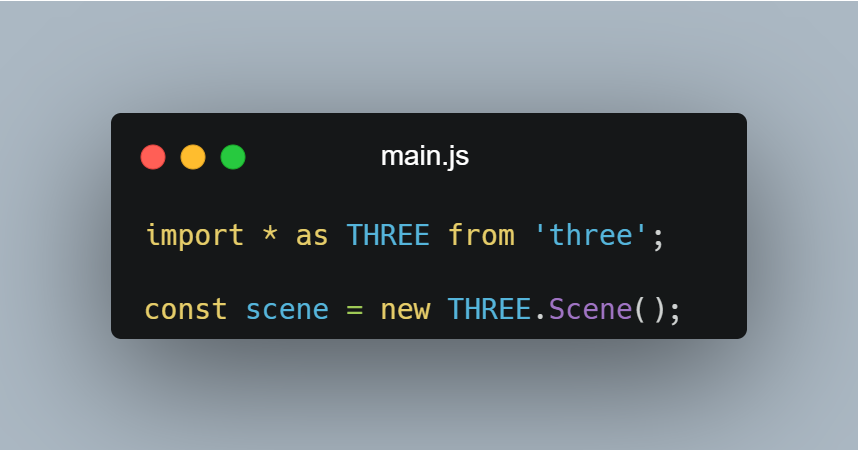 main.js
import * as THREE from 'three';
const scene = new THREE.Scene();